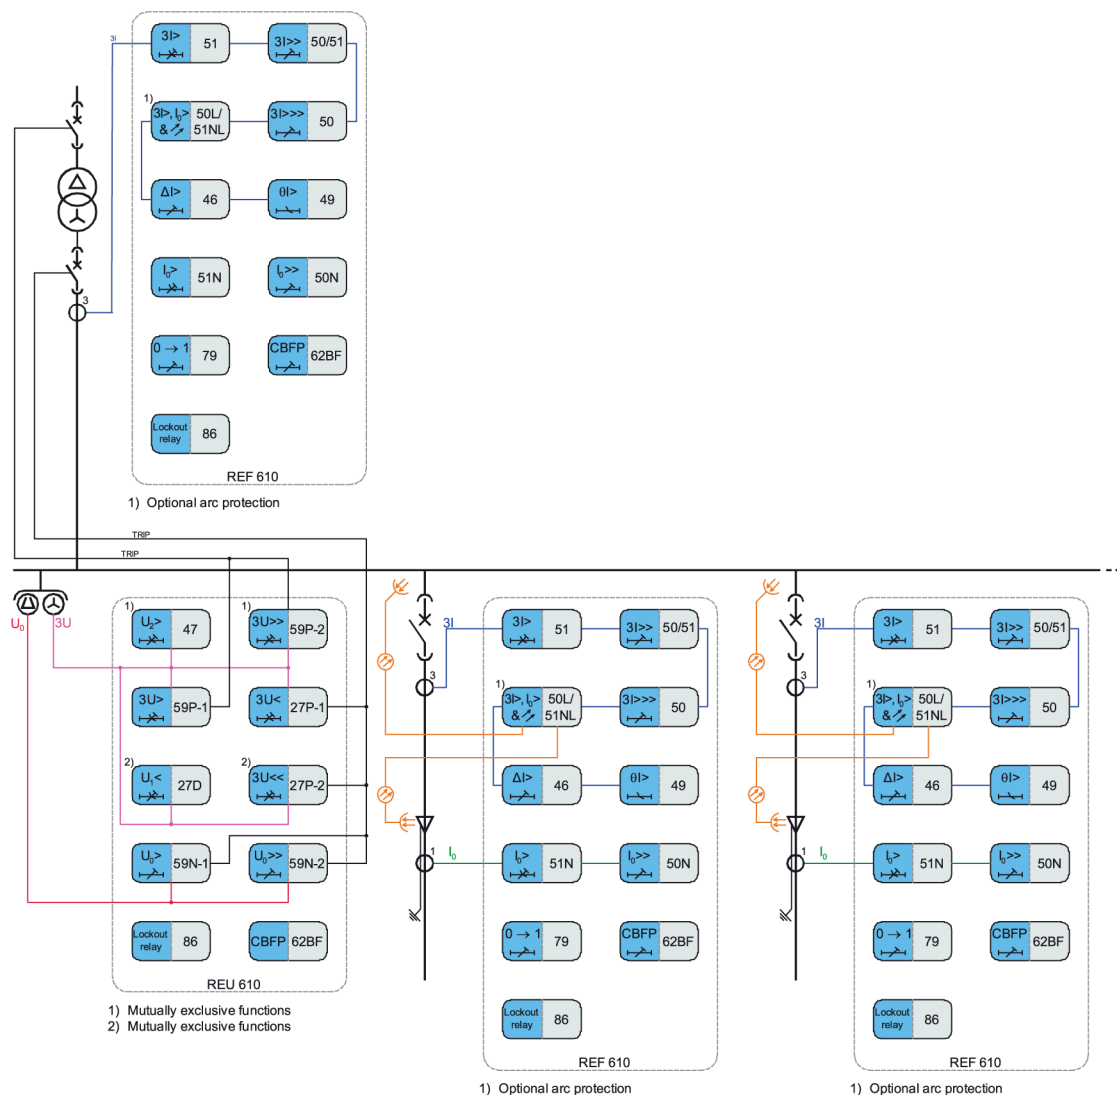 3I
3I>
51
3I>>
50/51
1)
3I>, I0>
&
50L/
51NL
3I>>>
50
ΔI>
46
θI>
49
3
I0>
51N
I0>>
50N
0 → 1
79
CBFP
62BF
Lockout
relay
86
REF 610
1) Optional arc protection
TRIP
TRIP
U0
3U
1)
U2>
47
1)
3U>>
59P-2
3U>
59P-1
3U<
27P-1
2)
U1<
27D
2)
3U<<
27P-2
U0>
59N-1
U0>>
59N-2
Lockout
relay
86
CBFP
62BF
REU 610
1) Mutually exclusive functions
2) Mutually exclusive functions
3I
3I>
51
3I>>
50/51
3
1)
3I>, I0>
&
50L/
51NL
3I>>>
50
ΔI>
46
θI>
49
1
I0
I0>
51N
I0>>
50N
0 → 1
79
CBFP
62BF
Lockout
relay
86
REF 610
1) Optional arc protection
3I
3I>
51
3I>>
50/51
3
1)
3I>, I0>
&
50L/
51NL
3I>>>
50
ΔI>
46
θI>
49
1
I0
I0>
51N
I0>>
50N
0 → 1
79
CBFP
62BF
Lockout
relay
86
REF 610
1) Optional arc protection